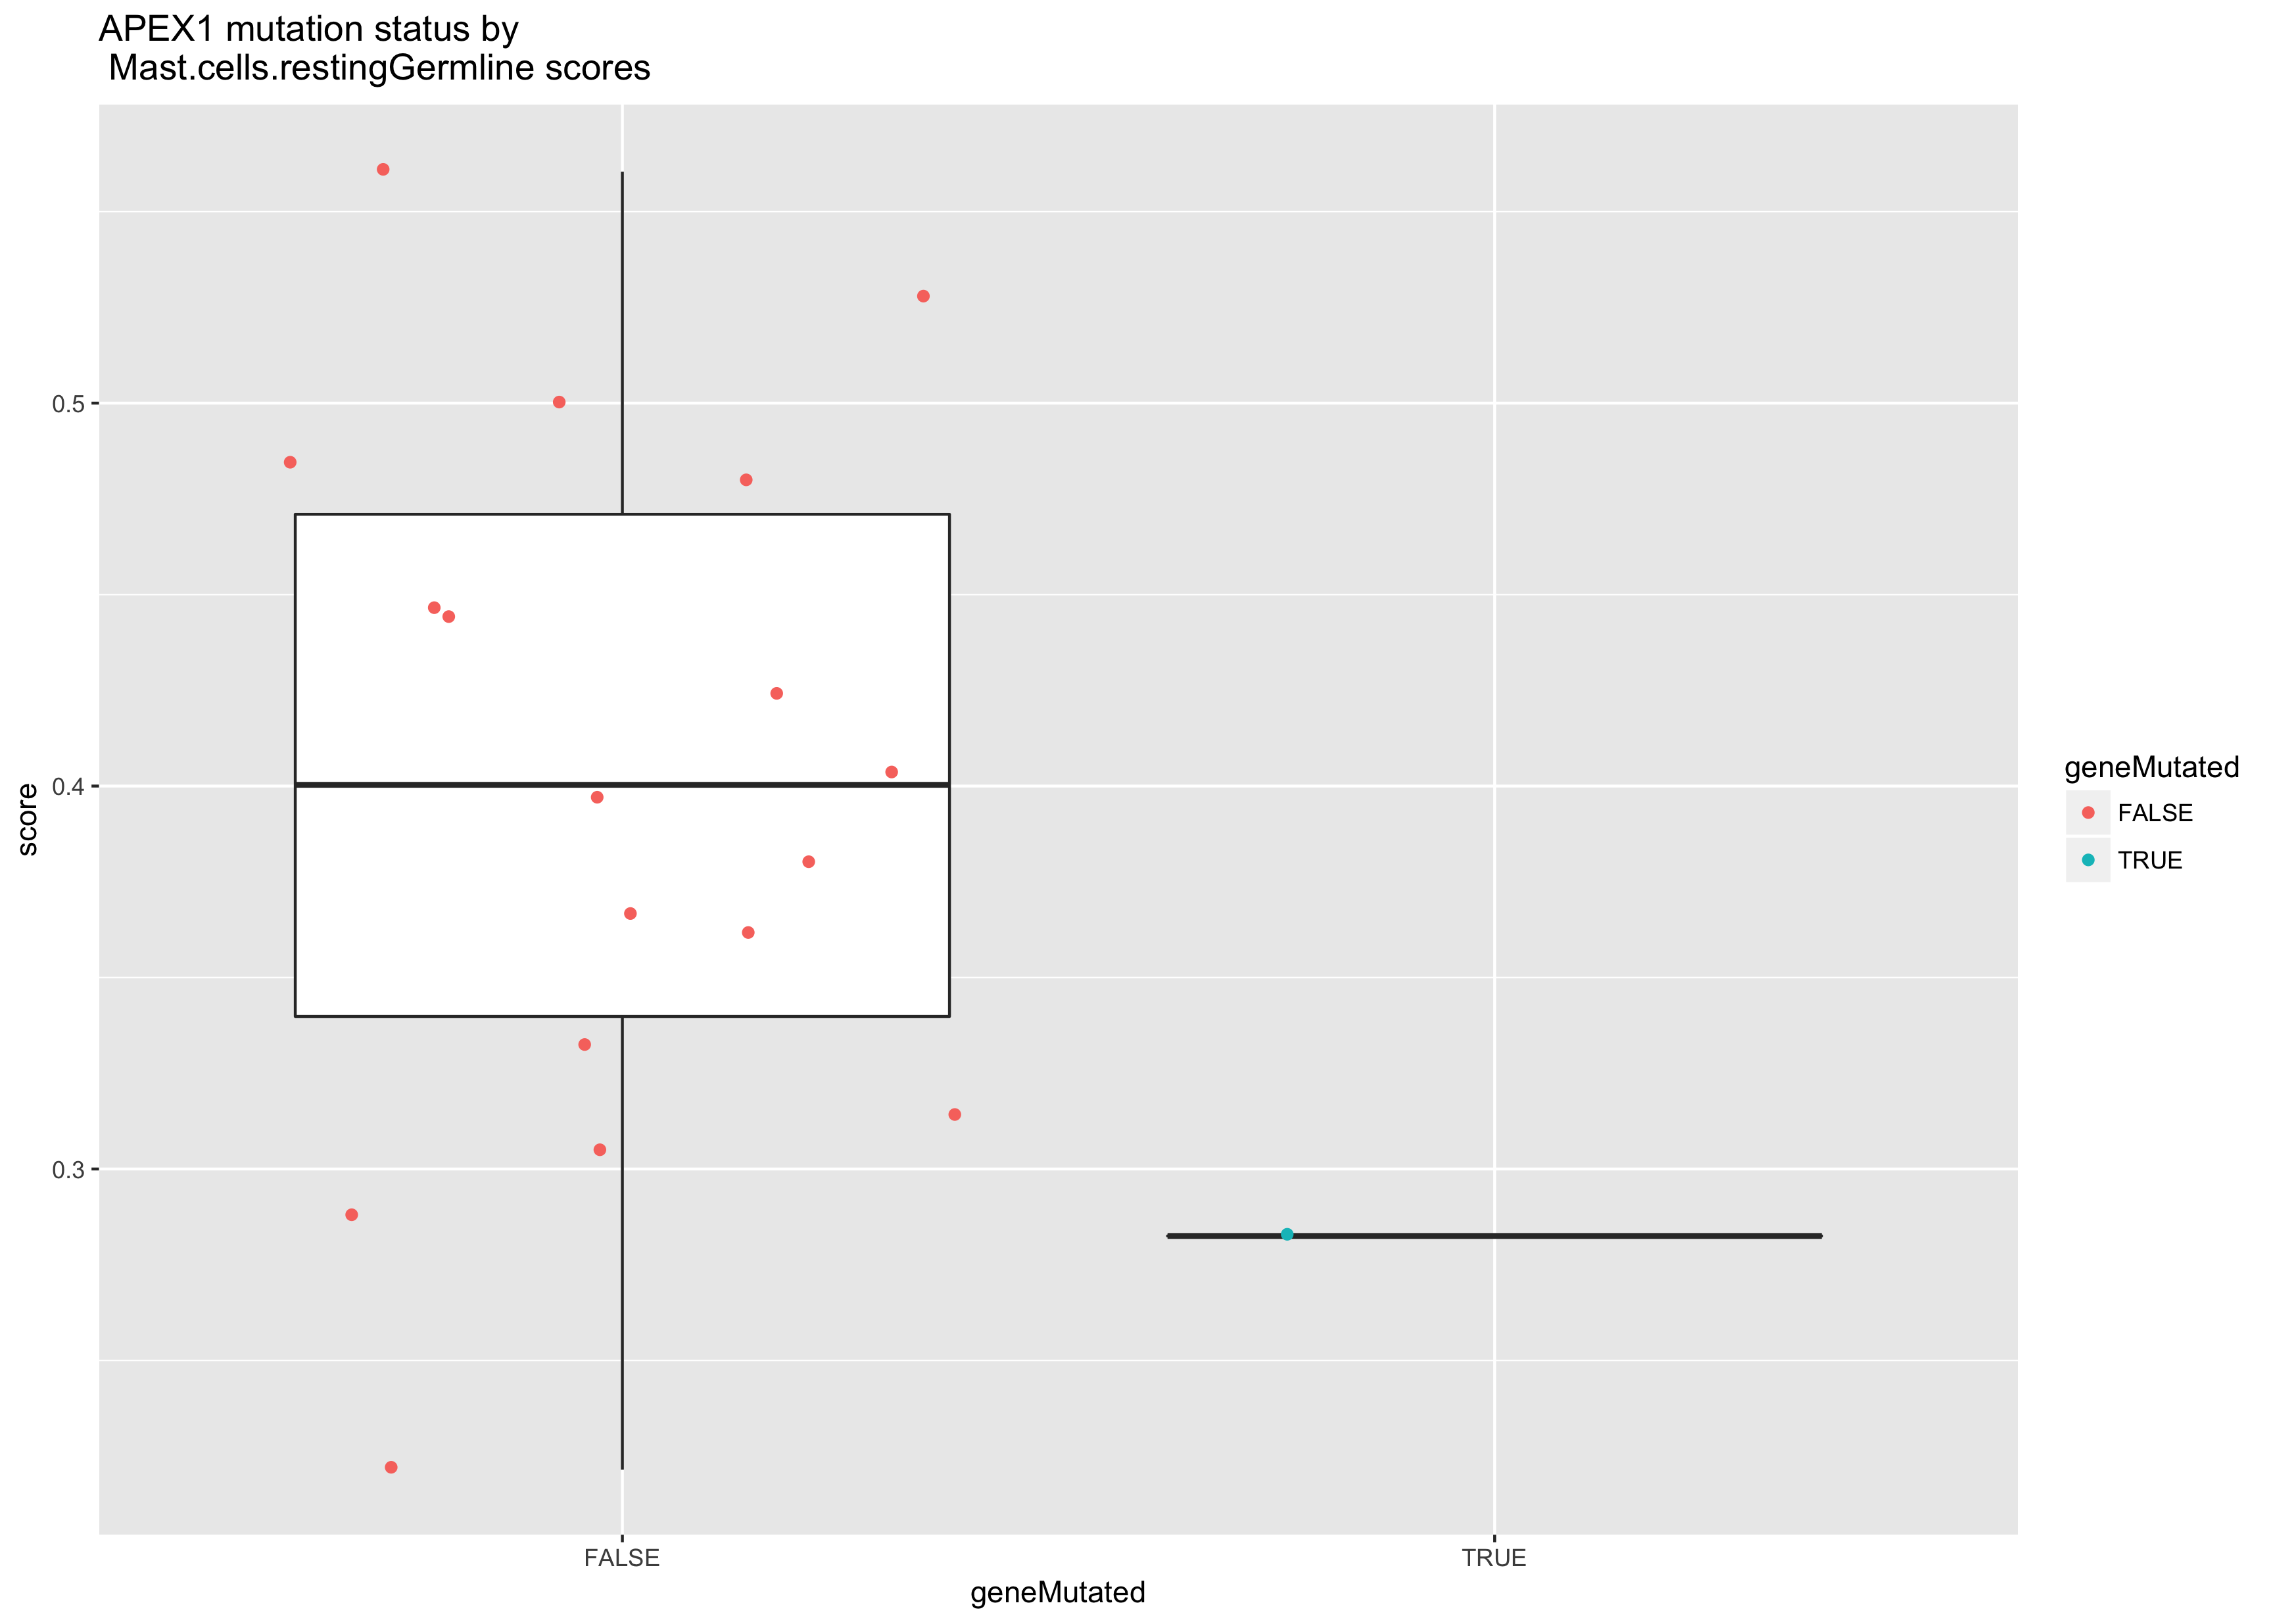 APEX1 mutation status by
Mast.cells.restingGermline scores
0.5
0.4
0.3
score
FALSE
TRUE
geneMutated
geneMutated
FALSE
TRUE